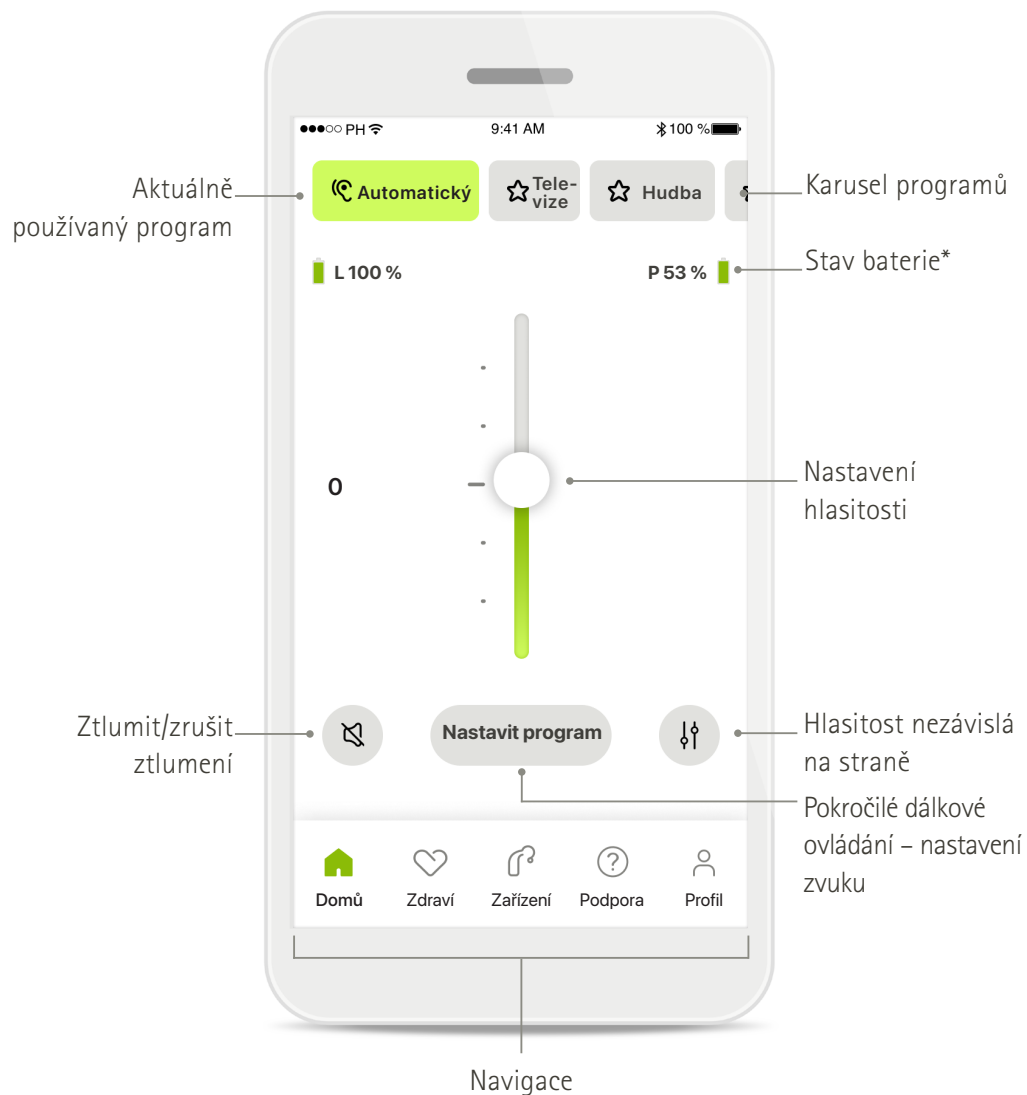 PH
9:41 AM
100 %
Aktuálně
používaný program
Automatický
Tele-
vize
Hudba
Karusel programů
L 100 %
P 53 %
Stav baterie*
0
Nastavení
hlasitosti
Ztlumit/zrušit
ztlumení
Nastavit program
Hlasitost nezávislá
na straně
Pokročilé dálkové
ovládání – nastavení
zvuku
Domů
Zdraví
Zařízení
Podpora
Profil
Navigace